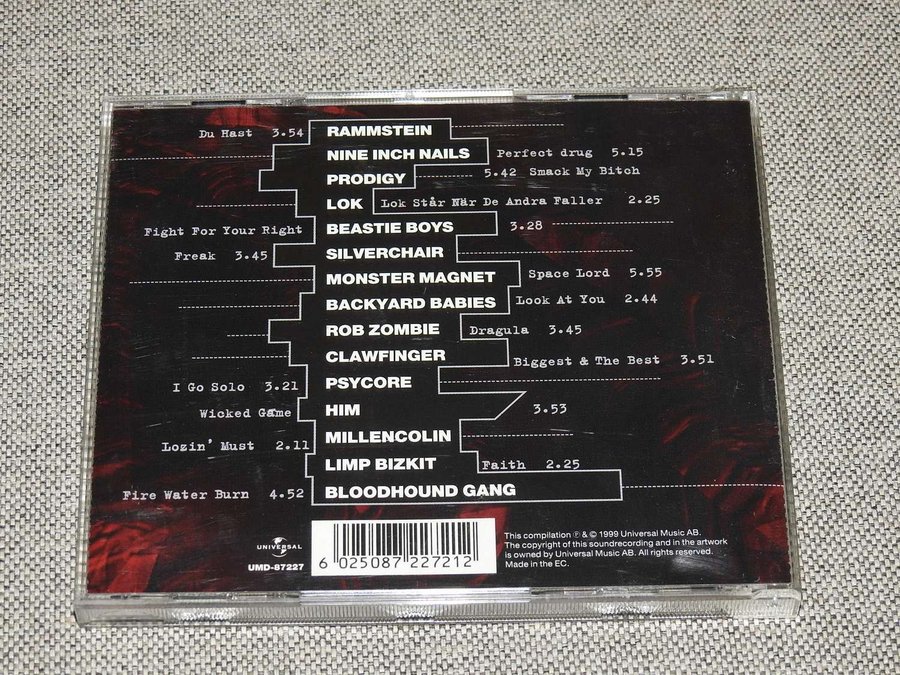 Du Hast 3.54 RAMMSTEIN
NINE INCH NAILS Perfect drug 5.15
PRODIGY 5.42 Smack My Bitch
LOK Lok Står När De Andra Faller 2.25
Fight For Your Right BEASTIE BOYS 3.28
Freak 3.45 SILVERCHAIR
MONSTER MAGNET Space Lord 5.55
BACKYARD BABIES Look At You 2.44
ROB ZOMBIE Dragula 3.45
CLAWFINGER Biggest & The Best 3.51
I Go Solo 3.21 PSYCORE
Wicked Game HIM 3.53
Lozin' Must 2.11 MILLENCOLIN
LIMP BIZKIT Faith 2.25
Fire Water Burn 4.52 BLOODHOUND GANG
UNIVERSAL
UMD-87227
6 025087 227212
This compilation ℗ & © 1999 Universal Music AB.
The copyright of this soundrecording and in the artwork
is owned by Universal Music AB. All rights reserved.
Made in the EC.